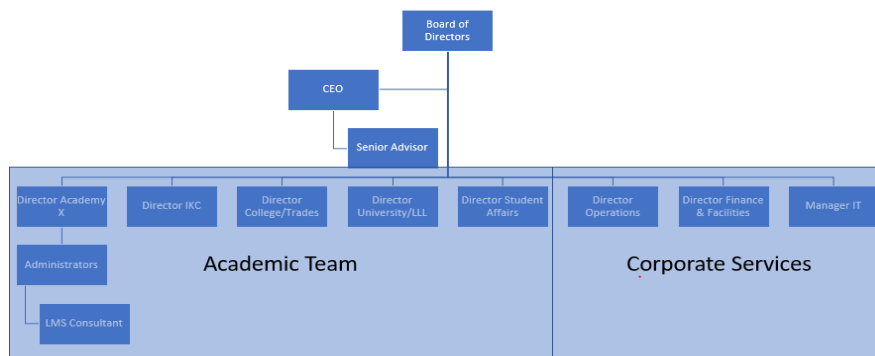 Board of
Directors
CEO
Senior Advisor
Director Academy
X
Director IKC
Director
College/Trades
Director
University/LLL
Director Student
Affairs
Director
Operations
Director Finance
& Facilities
Manager IT
Administrators
Academic Team
Corporate Services
LMS Consultant